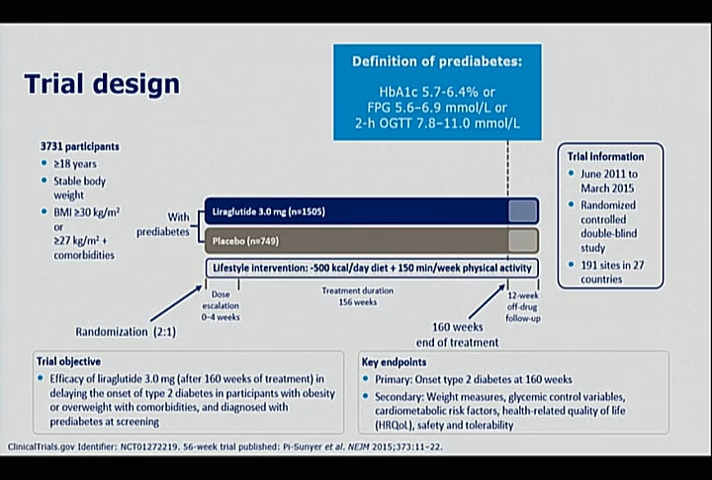 Trial design
Definition of prediabetes:
HbA1c 5.7-6.4% or
FPG 5.6–6.9 mmol/L or
2-h OGTT 7.8–11.0 mmol/L
3731 participants
• ≥18 years
• Stable body
weight
• BMI ≥30 kg/m²
or
≥27 kg/m² +
comorbidities
With
prediabetes
Liraglutide 3.0 mg (n=1505)
Placebo (n=749)
Lifestyle intervention: -500 kcal/day diet + 150 min/week physical activity
Dose
escalation
0–4 weeks
Treatment duration
156 weeks
12-week
off-drug
follow-up
Randomization (2:1)
160 weeks
end of treatment
Trial information
• June 2011 to
March 2015
• Randomized
controlled
double-blind
study
• 191 sites in 27
countries
Trial objective
• Efficacy of liraglutide 3.0 mg (after 160 weeks of treatment) in
delaying the onset of type 2 diabetes in participants with obesity
or overweight with comorbidities, and diagnosed with
prediabetes at screening
Key endpoints
• Primary: Onset type 2 diabetes at 160 weeks
• Secondary: Weight measures, glycemic control variables,
cardiometabolic risk factors, health-related quality of life
(HRQoL), safety and tolerability
ClinicalTrials.gov Identifier: NCT01272219. 56-week trial published: Pi-Sunyer et al. NEJM 2015;373:11–22.